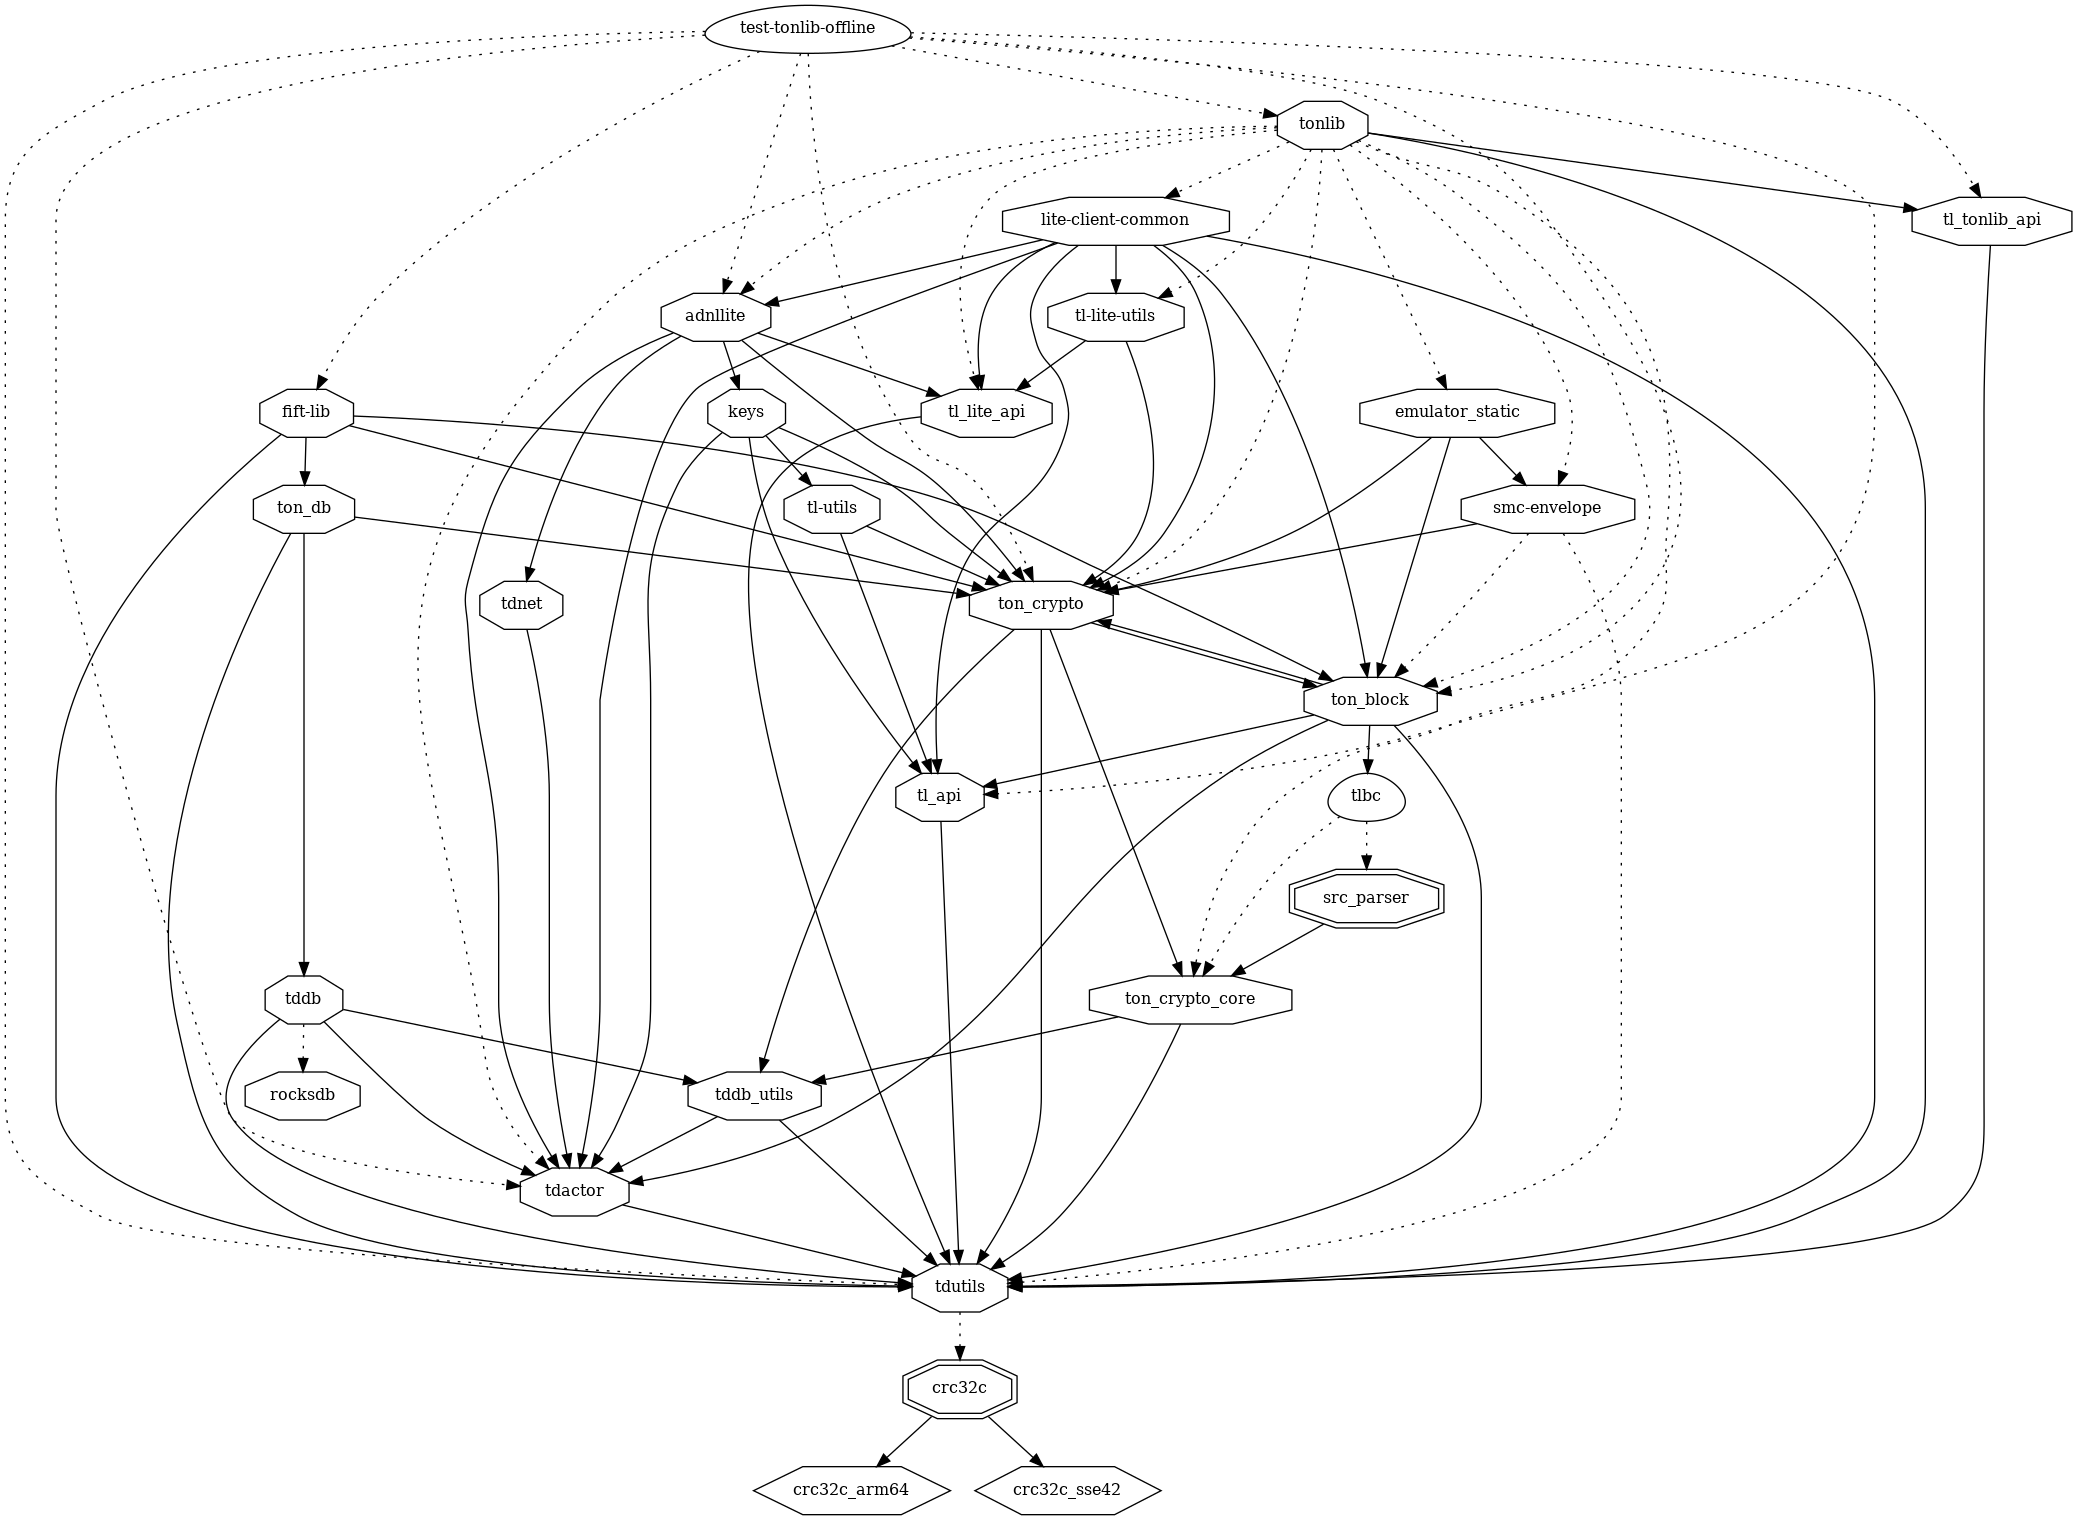 test-tonlib-offline
tonlib
lite-client-common
tl_tonlib_api
adnllite
tl-lite-utils
fift-lib
keys
tl_lite_api
emulator_static
ton_db
tl-utils
smc-envelope
tdnet
ton_crypto
ton_block
tl_api
tlbc
src_parser
tddb
ton_crypto_core
rocksdb
tddb_utils
tdactor
tdutils
crc32c
crc32c_arm64
crc32c_sse42